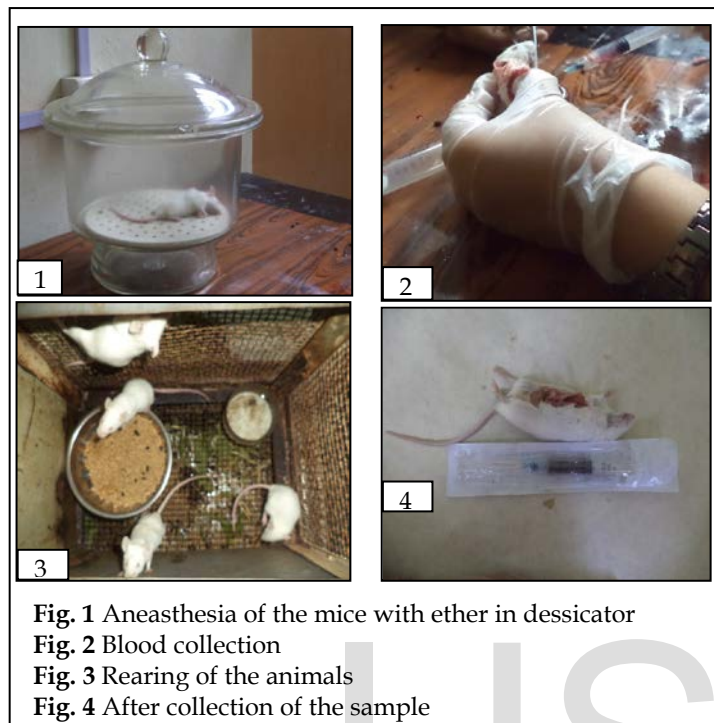 1
2
3
4
Fig. 1 Aneasthesia of the mice with ether in dessicator
Fig. 2 Blood collection
Fig. 3 Rearing of the animals
Fig. 4 After collection of the sample